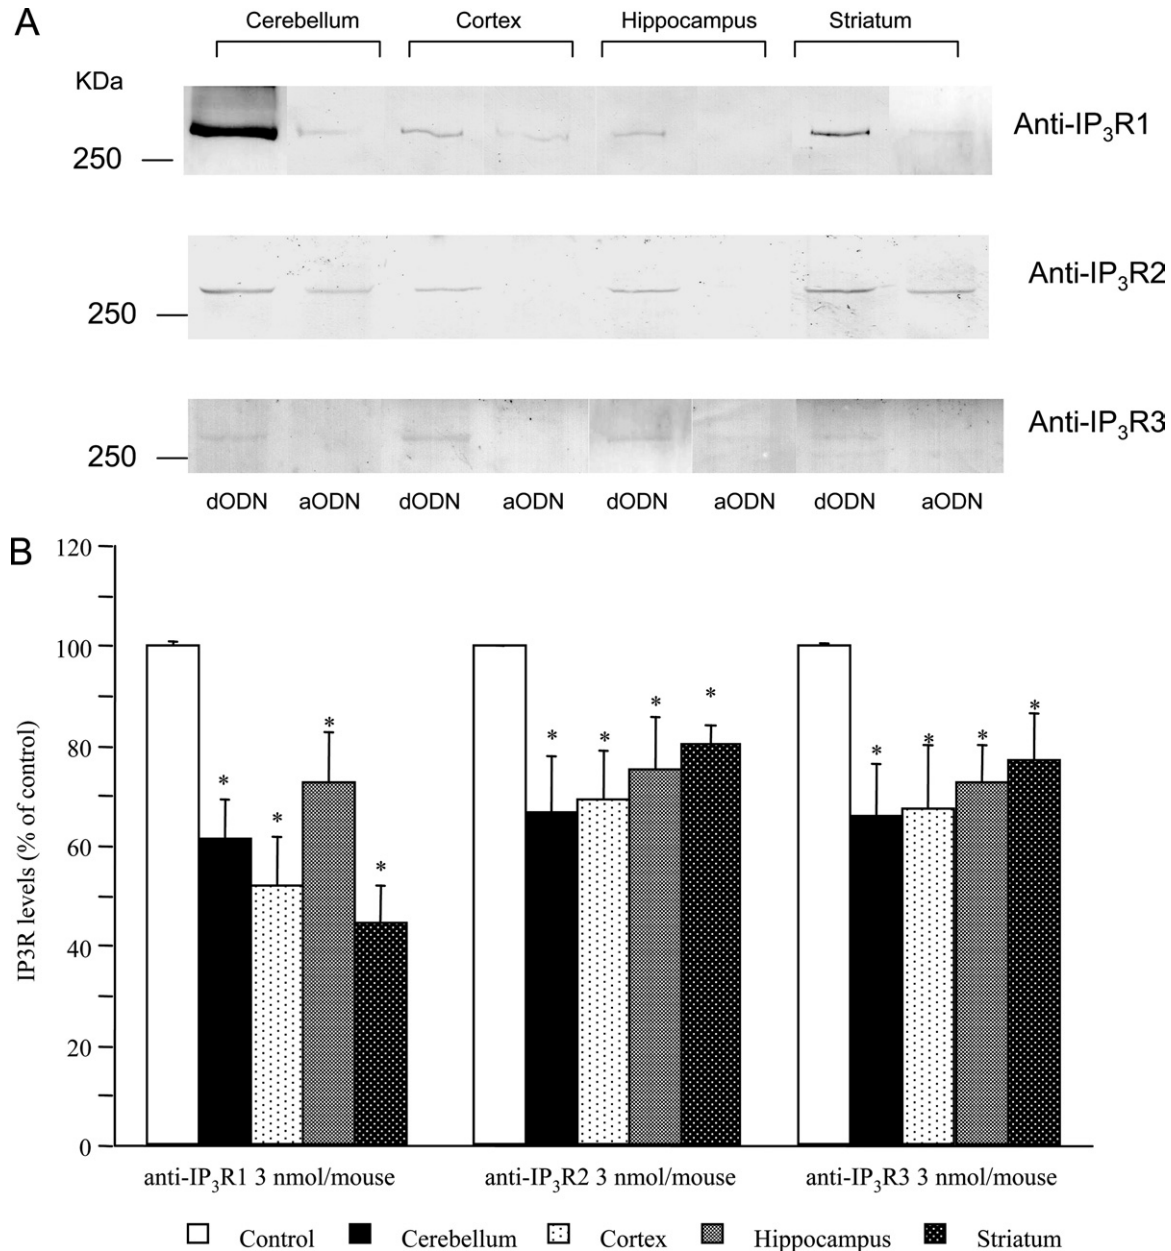 A
Cerebellum Cortex Hippocampus Striatum
KDa
Anti-IP₃R1
250
Anti-IP₃R2
250
Anti-IP₃R3
250
dODN aODN dODN aODN dODN aODN dODN aODN
B
120
100
80
60
40
20
0
IP3R levels (% of control)
* * * * * * * * * * * *
anti-IP₃R1 3 nmol/mouse anti-IP₃R2 3 nmol/mouse anti-IP₃R3 3 nmol/mouse
Control Cerebellum Cortex Hippocampus Striatum